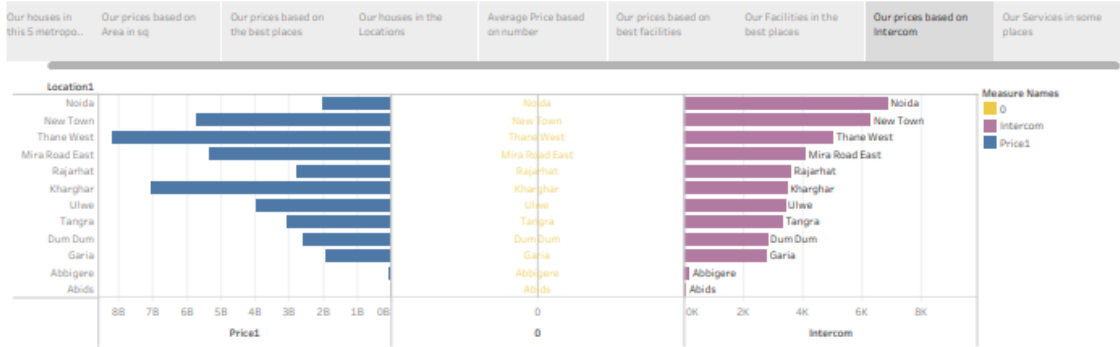 Our houses in
this 5 metropo..
Our prices based on
Area in sq
Our prices based on
the best places
Our houses in the
Locations
Average Price based
on number
Our prices based on
best facilities
Our Facilities in the
best places
Our prices based on
Intercom
Our Services in some
places
Location1
Noida
New Town
Thane West
Mira Road East
Rajarhat
Kharghar
Ulwe
Tangra
Dum Dum
Garia
Abbigere
Abids
8B 7B 6B 5B 4B 3B 2B 1B 0B
Price1
Noida
New Town
Thane West
Mira Road East
Rajarhat
Kharghar
Ulwe
Tangra
Dum Dum
Garia
Abbigere
Abids
0
0
Noida
New Town
Thane West
Mira Road East
Rajarhat
Kharghar
Ulwe
Tangra
Dum Dum
Garia
Abbigere
Abids
0K 2K 4K 6K 8K
Intercom
Measure Names
0
Intercom
Price1